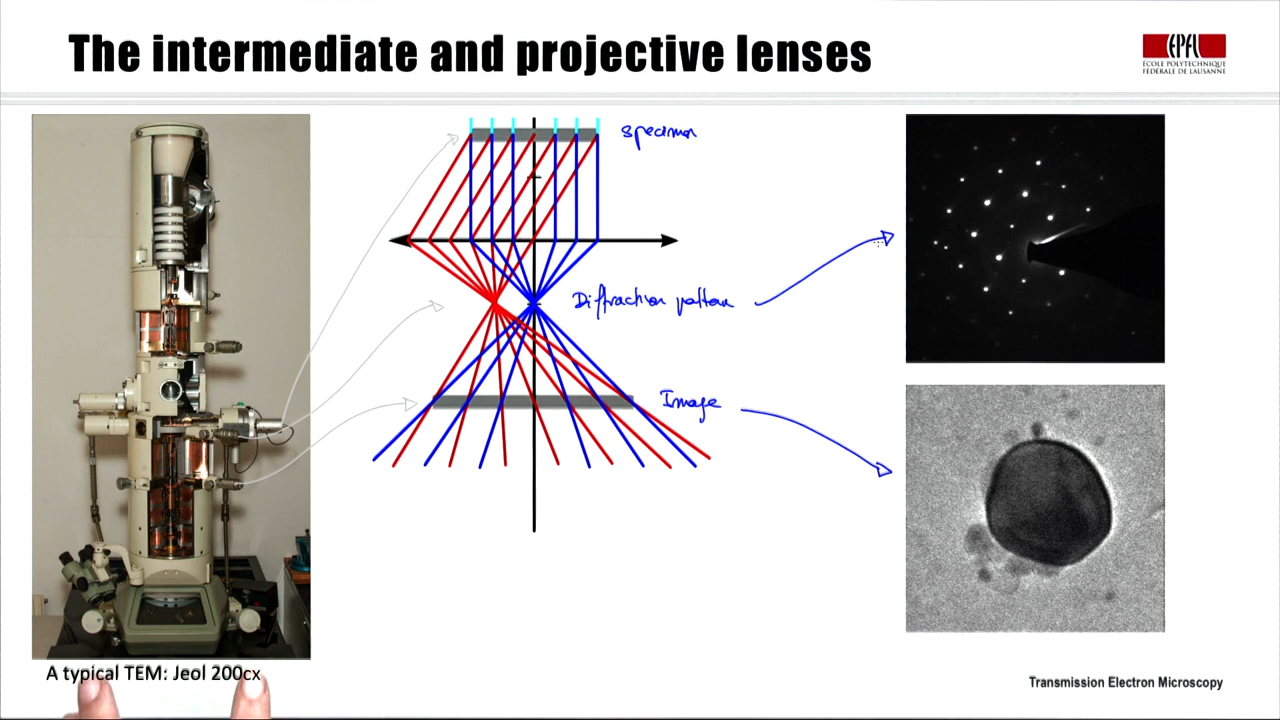 The intermediate and projective lenses
EPFL
ÉCOLE POLYTECHNIQUE
FÉDÉRALE DE LAUSANNE
Specimen
Diffraction pattern
Image
A typical TEM: Jeol 200cx
Transmission Electron Microscopy